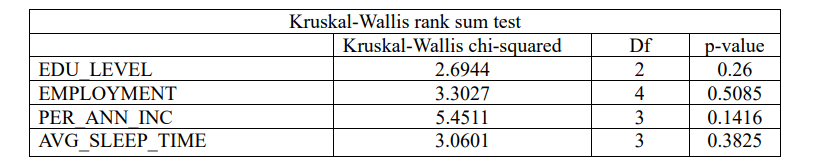 Kruskal-Wallis rank sum test
Kruskal-Wallis chi-squared Df p-value
EDU_LEVEL 2.6944 2 0.26
EMPLOYMENT 3.3027 4 0.5085
PER_ANN_INC 5.4511 3 0.1416
AVG_SLEEP_TIME 3.0601 3 0.3825